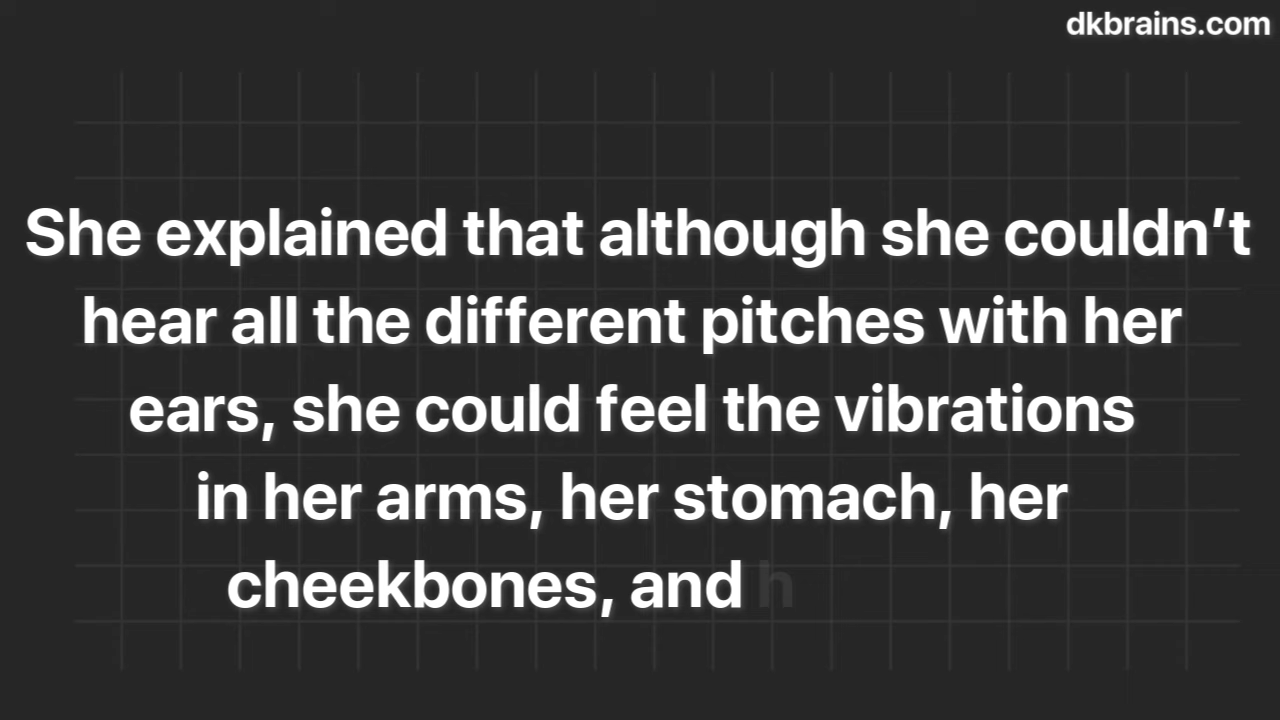 dkbrains.com
She explained that although she couldn’t
hear all the different pitches with her
ears, she could feel the vibrations
in her arms, her stomach, her
cheekbones, and h